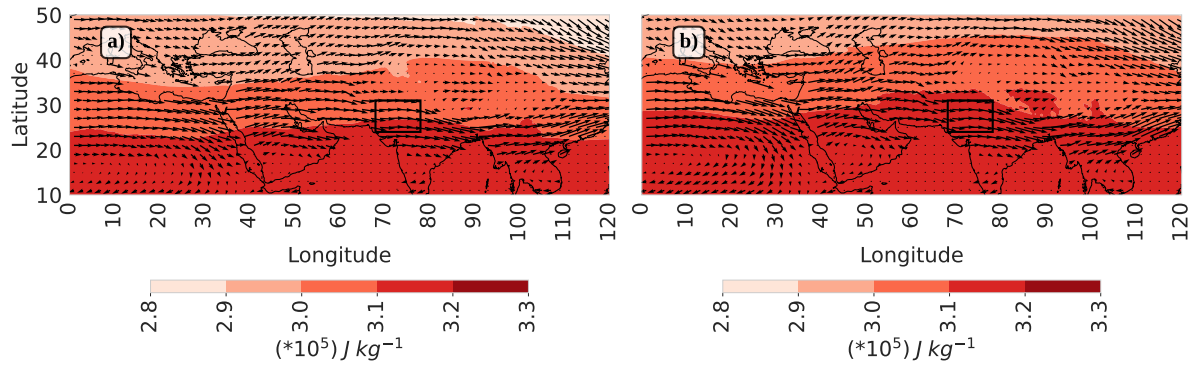 a)
b)
Latitude
50
40
30
20
10
0 10 20 30 40 50 60 70 80 90 100 110 120
0 10 20 30 40 50 60 70 80 90 100 110 120
Longitude
Longitude
2.8 2.9 3.0 3.1 3.2 3.3
2.8 2.9 3.0 3.1 3.2 3.3
(*10⁵) J kg⁻¹
(*10⁵) J kg⁻¹